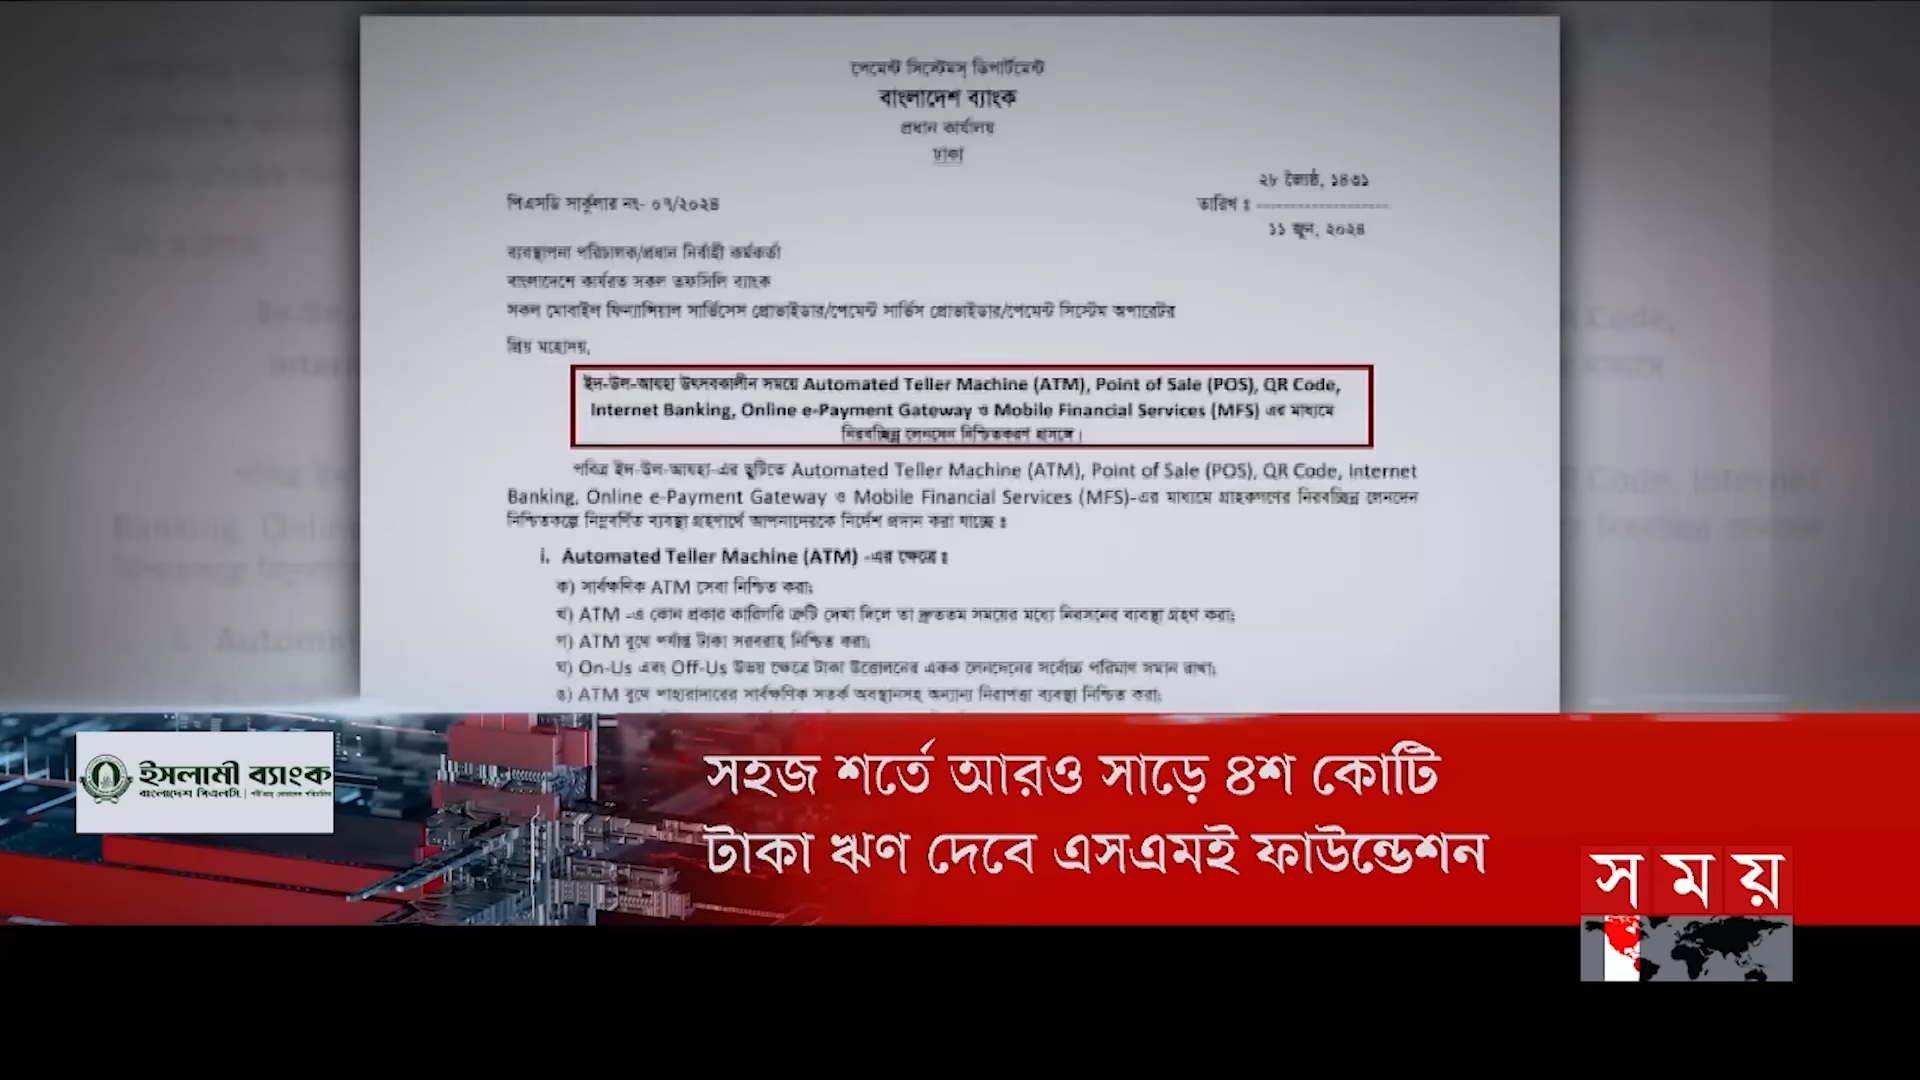 পেমেন্ট সিস্টেমস্ ডিপার্টমেন্ট
বাংলাদেশ ব্যাংক
প্রধান কার্যালয়
ঢাকা
২৮ জ্যৈষ্ঠ, ১৪৩১
পিএসডি সার্কুলার নং- ০৭/২০২৪
তারিখ ঃ --------------------
১১ জুন, ২০২৪
ব্যবস্থাপনা পরিচালক/প্রধান নির্বাহী কর্মকর্তা
বাংলাদেশে কার্যরত সকল তফসিলি ব্যাংক
সকল মোবাইল ফিন্যান্সিয়াল সার্ভিসেস প্রোভাইডার/পেমেন্ট সার্ভিস প্রোভাইডার/পেমেন্ট সিস্টেম অপারেটর
প্রিয় মহোদয়,
ইদ-উল-আযহা উৎসবকালীন সময়ে Automated Teller Machine (ATM), Point of Sale (POS), QR Code,
Internet Banking, Online e-Payment Gateway ও Mobile Financial Services (MFS) এর মাধ্যমে
নিরবচ্ছিন্ন লেনদেন নিশ্চিতকরণ প্রসঙ্গে।
পবিত্র ইদ-উল-আযহা-এর ছুটিতে Automated Teller Machine (ATM), Point of Sale (POS), QR Code, Internet
Banking, Online e-Payment Gateway ও Mobile Financial Services (MFS)-এর মাধ্যমে গ্রাহকগণের নিরবচ্ছিন্ন লেনদেন
নিশ্চিতকল্পে নিম্নবর্ণিত ব্যবস্থা গ্রহণার্থে আপনাদেরকে নির্দেশ প্রদান করা যাচ্ছে ঃ
i. Automated Teller Machine (ATM) -এর ক্ষেত্রে ঃ
ক) সার্বক্ষণিক ATM সেবা নিশ্চিত করা;
খ) ATM -এ কোন প্রকার কারিগরি ত্রুটি দেখা দিলে তা দ্রুততম সময়ের মধ্যে নিরসনের ব্যবস্থা গ্রহণ করা;
গ) ATM বুথে পর্যাপ্ত টাকা সরবরাহ নিশ্চিত করা;
ঘ) On-Us এবং Off-Us উভয় ক্ষেত্রে টাকা উত্তোলনের একক লেনদেনের সর্বোচ্চ পরিমাণ সমান রাখা;
ঙ) ATM বুথে পাহারাদারের সার্বক্ষণিক সতর্ক অবস্থানসহ অন্যান্য নিরাপত্তা ব্যবস্থা নিশ্চিত করা;
ইসলামী ব্যাংক
বাংলাদেশ পিএলসি.
সহজ শর্তে আরও সাড়ে ৪শ কোটি
টাকা ঋণ দেবে এসএমই ফাউন্ডেশন
সময়